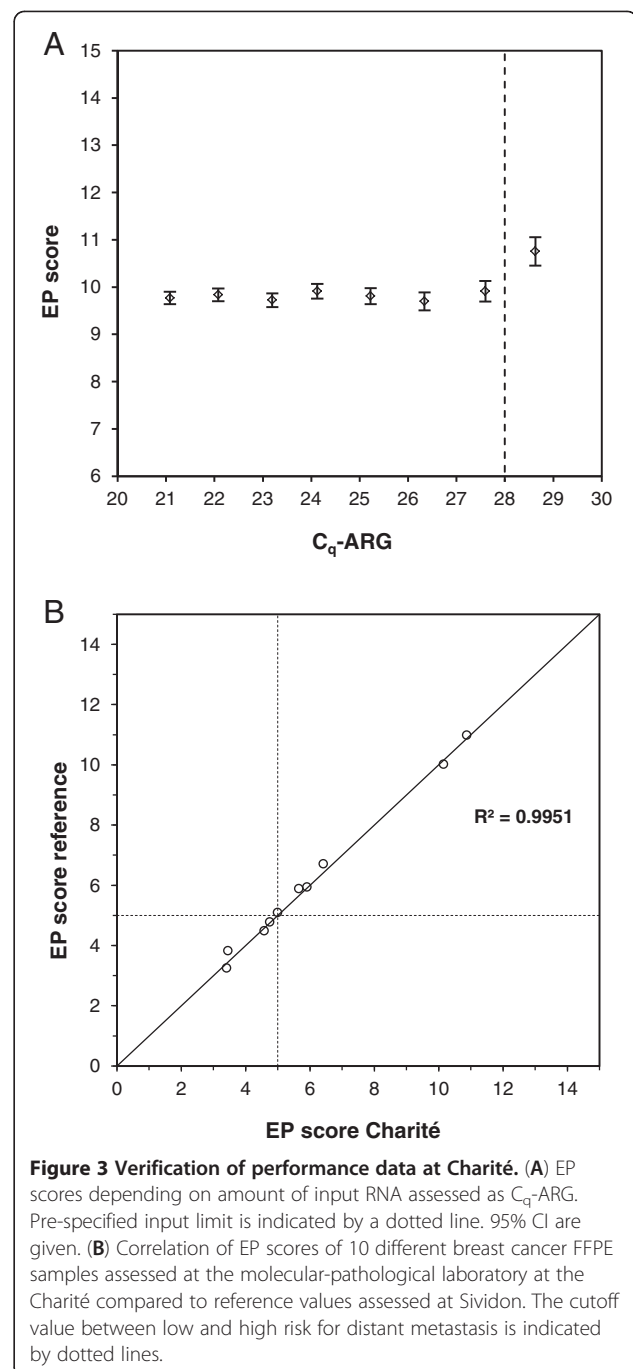 A
15
14
13
12
11
10
9
8
7
6
EP score
20 21 22 23 24 25 26 27 28 29 30
Cq-ARG
B
14
12
10
8
6
4
2
0
EP score reference
R² = 0.9951
0 2 4 6 8 10 12 14
EP score Charité
Figure 3 Verification of performance data at Charité. (A) EP
scores depending on amount of input RNA assessed as Cq-ARG.
Pre-specified input limit is indicated by a dotted line. 95% CI are
given. (B) Correlation of EP scores of 10 different breast cancer FFPE
samples assessed at the molecular-pathological laboratory at the
Charité compared to reference values assessed at Sividon. The cutoff
value between low and high risk for distant metastasis is indicated
by dotted lines.